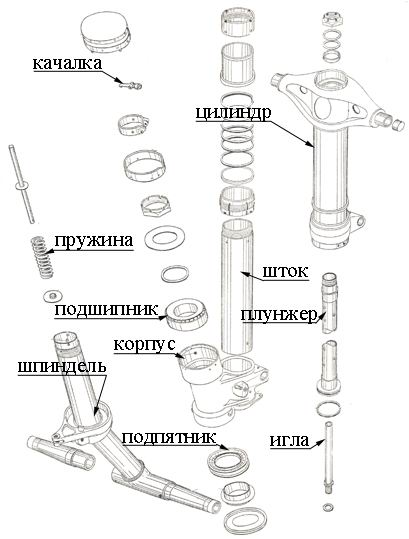 качалка
цилиндр
пружина
шток
подшипник
плунжер
корпус
шпиндель
подпятник
игла